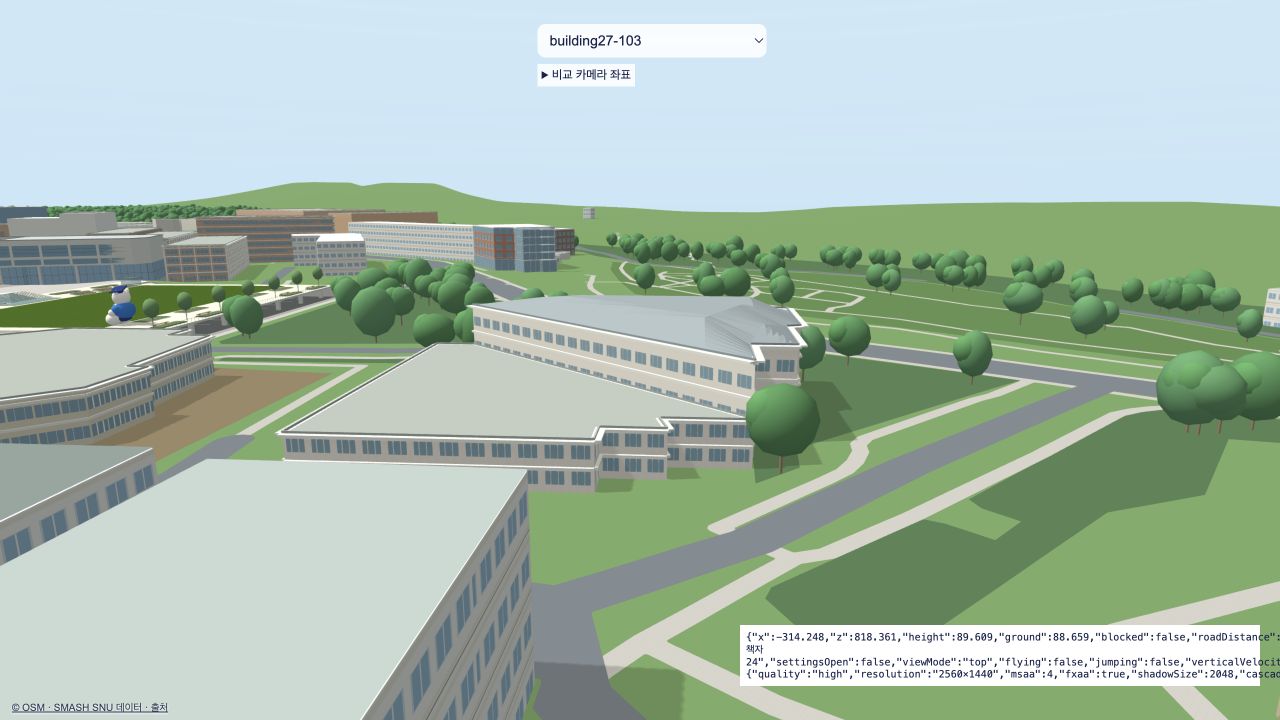 building27-103
▶ 비교 카메라 좌표
{"x":−314.248,"z":818.361,"height":89.609,"ground":88.659,"blocked":false,"roadDistance":
책자
24","settingsOpen":false,"viewMode":"top","flying":false,"jumping":false,"verticalVelocit
{"quality":"high","resolution":"2560×1440","msaa":4,"fxaa":true,"shadowSize":2048,"cascad
© OSM · SMASH SNU 데이터 · 출처